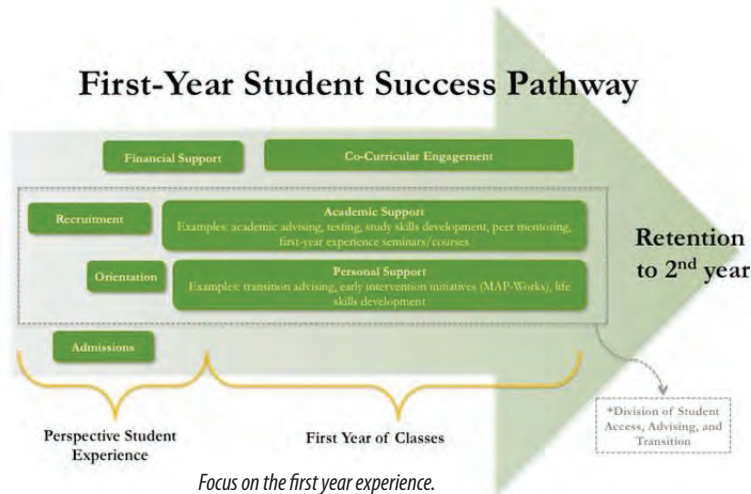 First-Year Student Success Pathway
Financial Support
Co-Curricular Engagement
Recruitment
Academic Support
Examples: academic advising, testing, study skills development, peer mentoring,
first-year experience seminars/courses
Orientation
Personal Support
Examples: transition advising, early intervention initiatives (MAP-Works), life
skills development
Admissions
Retention
to 2nd year
Perspective Student
Experience
First Year of Classes
*Division of Student
Access, Advising, and
Transition
Focus on the first year experience.